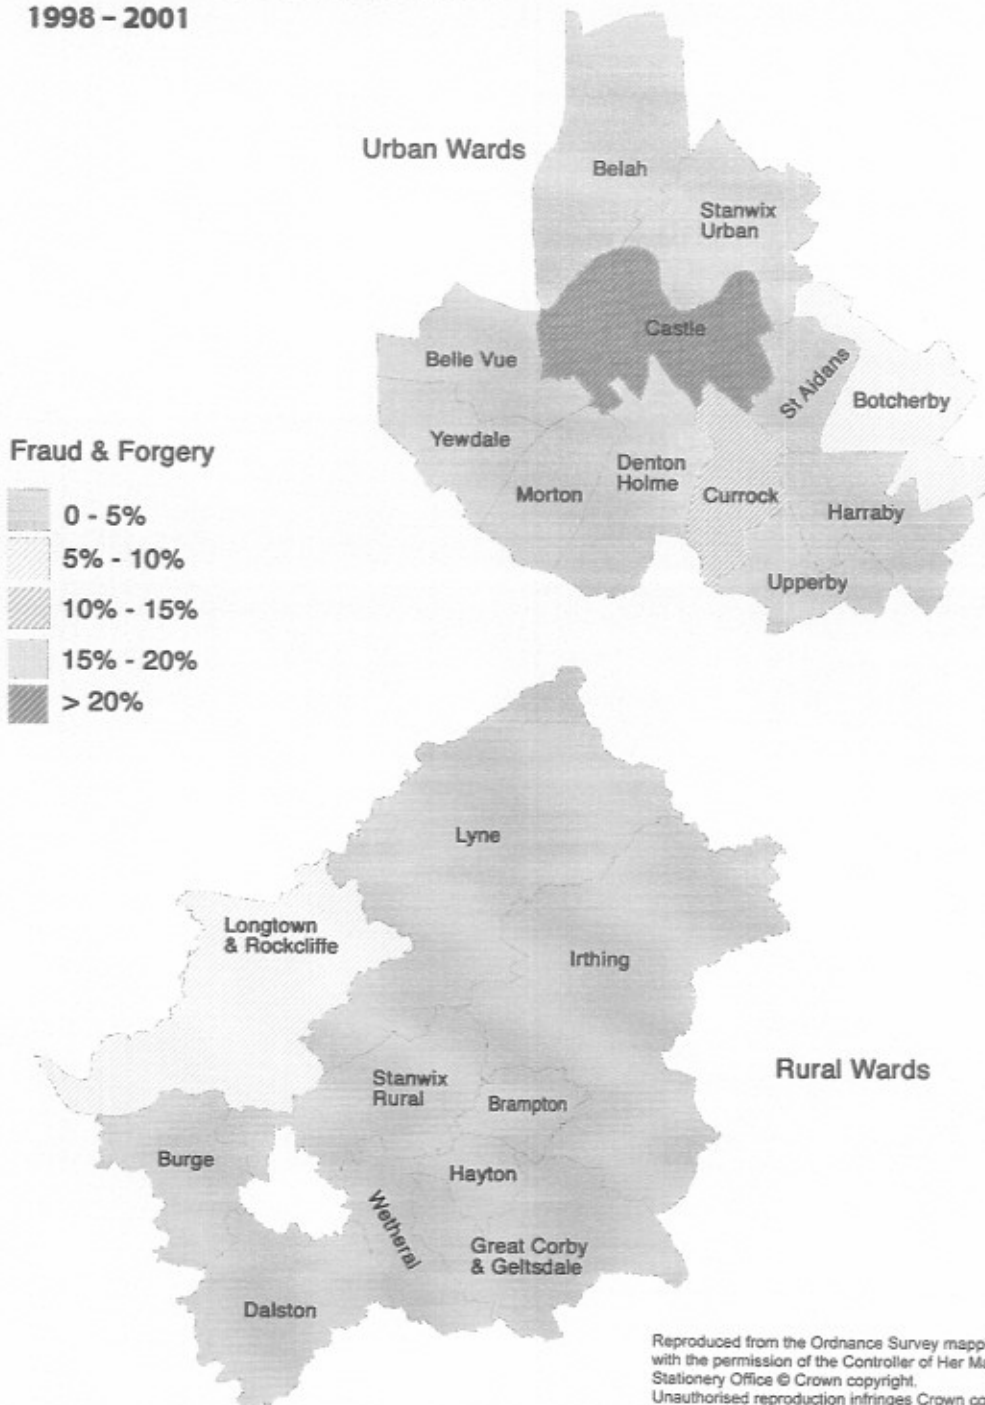 1998 – 2001
Urban Wards
Belah
Stanwix
Urban
Castle
Belle Vue
St Aidans
Botcherby
Yewdale
Denton
Holme
Morton
Currock
Harraby
Upperby
Fraud & Forgery
0 - 5%
5% - 10%
10% - 15%
15% - 20%
> 20%
Lyne
Longtown
& Rockcliffe
Irthing
Rural Wards
Stanwix
Rural
Brampton
Burge
Hayton
Wetheral
Great Corby
& Geltsdale
Dalston
Reproduced from the Ordnance Survey mapp
with the permission of the Controller of Her Ma
Stationery Office © Crown copyright.
Unauthorised reproduction infringes Crown co